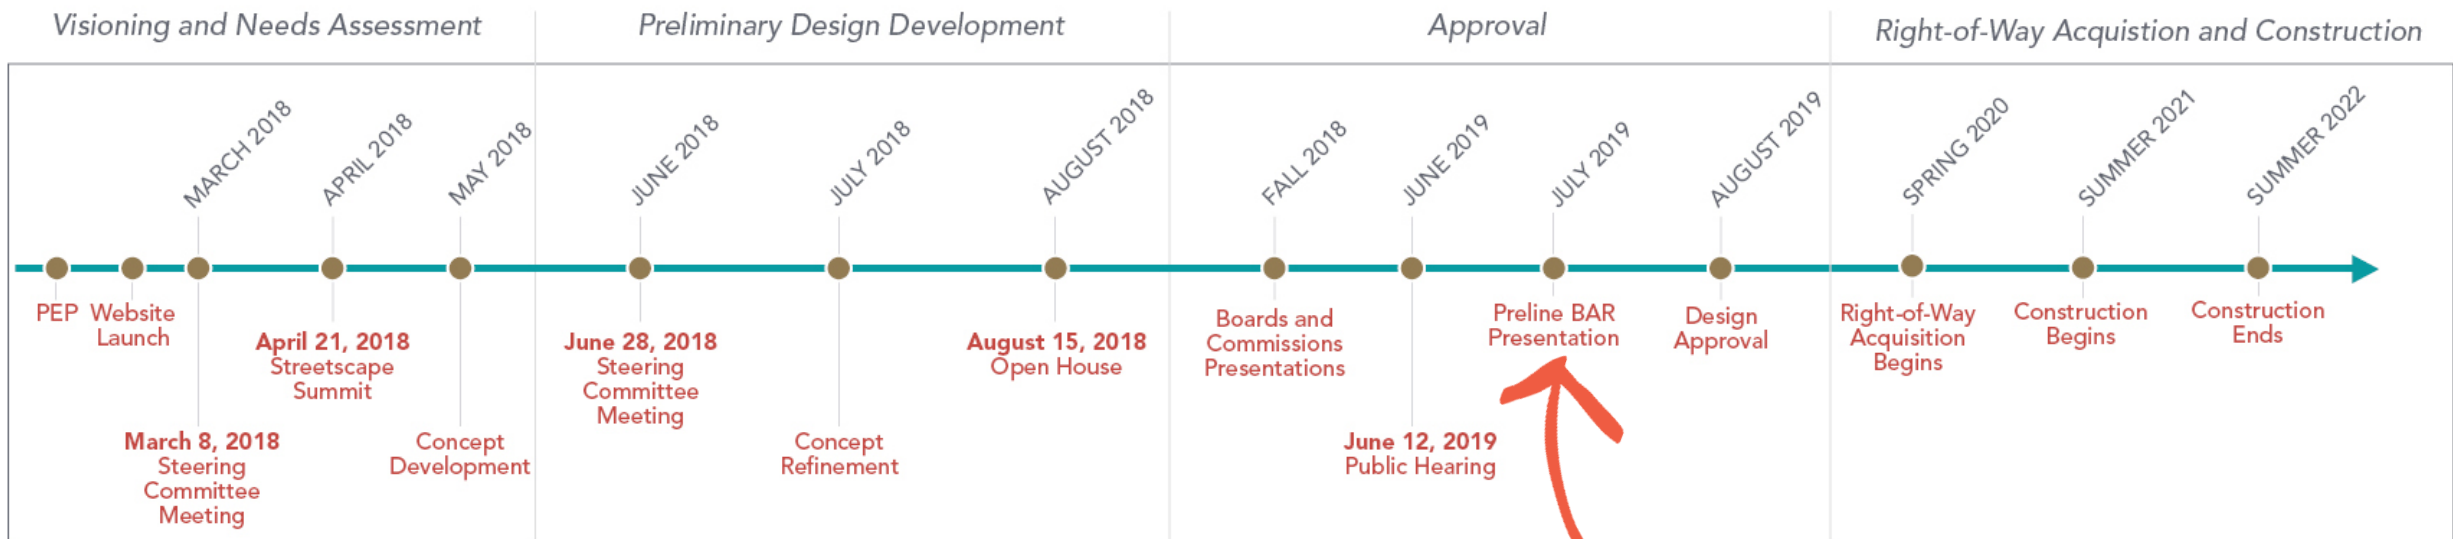 Visioning and Needs Assessment
Preliminary Design Development
Approval
Right-of-Way Acquistion and Construction
MARCH 2018
APRIL 2018
MAY 2018
JUNE 2018
JULY 2018
AUGUST 2018
FALL 2018
JUNE 2019
JULY 2019
AUGUST 2019
SPRING 2020
SUMMER 2021
SUMMER 2022
PEP
Website
Launch
March 8, 2018
Steering
Committee
Meeting
April 21, 2018
Streetscape
Summit
Concept
Development
June 28, 2018
Steering
Committee
Meeting
Concept
Refinement
August 15, 2018
Open House
Boards and
Commissions
Presentations
June 12, 2019
Public Hearing
Preline BAR
Presentation
Design
Approval
Right-of-Way
Acquisition
Begins
Construction
Begins
Construction
Ends